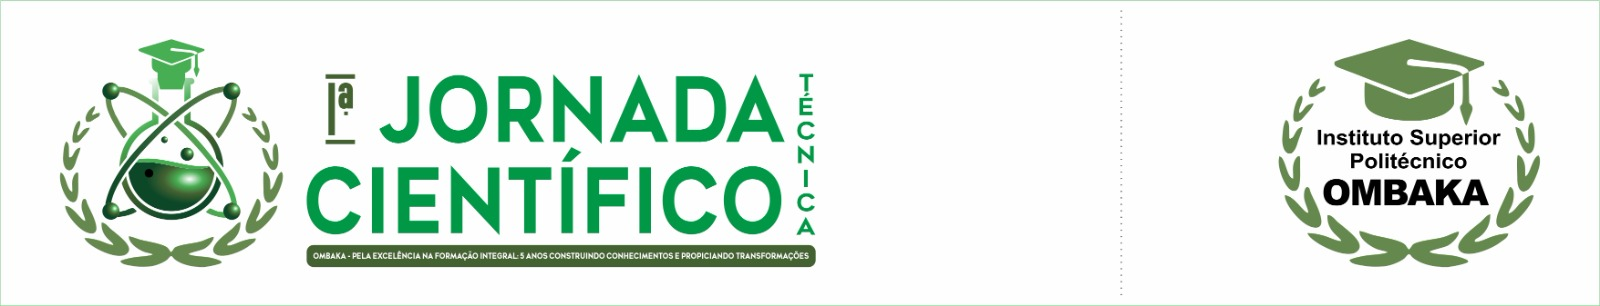 1ª JORNADA
CIENTÍFICO
TÉCNICA
OMBAKA - PELA EXCELÊNCIA NA FORMAÇÃO INTEGRAL: 5 ANOS CONSTRUINDO CONHECIMENTOS E PROPICIANDO TRANSFORMAÇÕES
Instituto Superior
Politécnico
OMBAKA